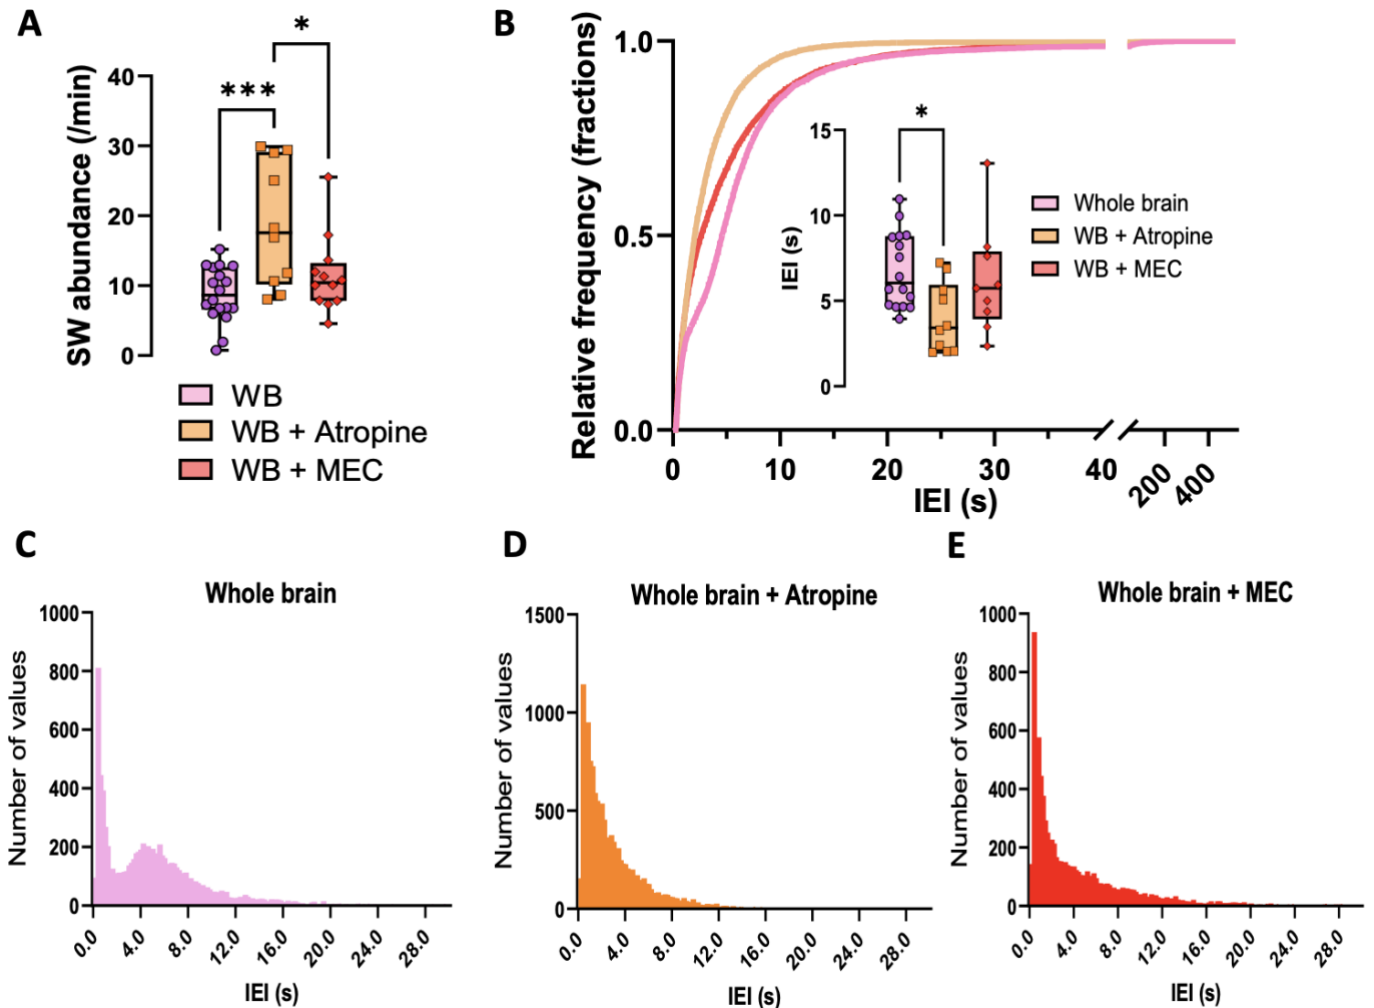 A
SW abundance (/min)
40
30
20
10
0
***
*
WB
WB + Atropine
WB + MEC
B
Relative frequency (fractions)
1.0
0.5
0.0
0
10
20
30
40
200
400
IEI (s)
IEI (s)
15
10
5
0
*
Whole brain
WB + Atropine
WB + MEC
C
Whole brain
Number of values
1000
800
600
400
200
0
0.0
4.0
8.0
12.0
16.0
20.0
24.0
28.0
IEI (s)
D
Whole brain + Atropine
Number of values
1500
1000
500
0
0.0
4.0
8.0
12.0
16.0
20.0
24.0
28.0
IEI (s)
E
Whole brain + MEC
Number of values
1000
800
600
400
200
0
0.0
4.0
8.0
12.0
16.0
20.0
24.0
28.0
IEI (s)